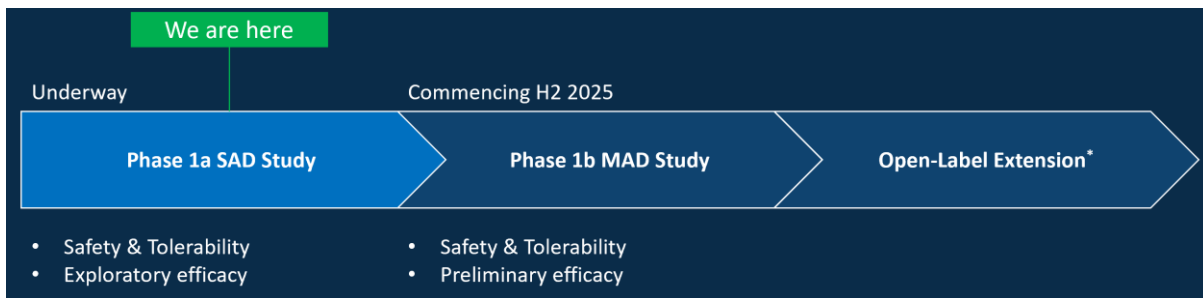 We are here
Underway
Commencing H2 2025
Phase 1a SAD Study
Phase 1b MAD Study
Open-Label Extension*
• Safety & Tolerability
• Exploratory efficacy
• Safety & Tolerability
• Preliminary efficacy